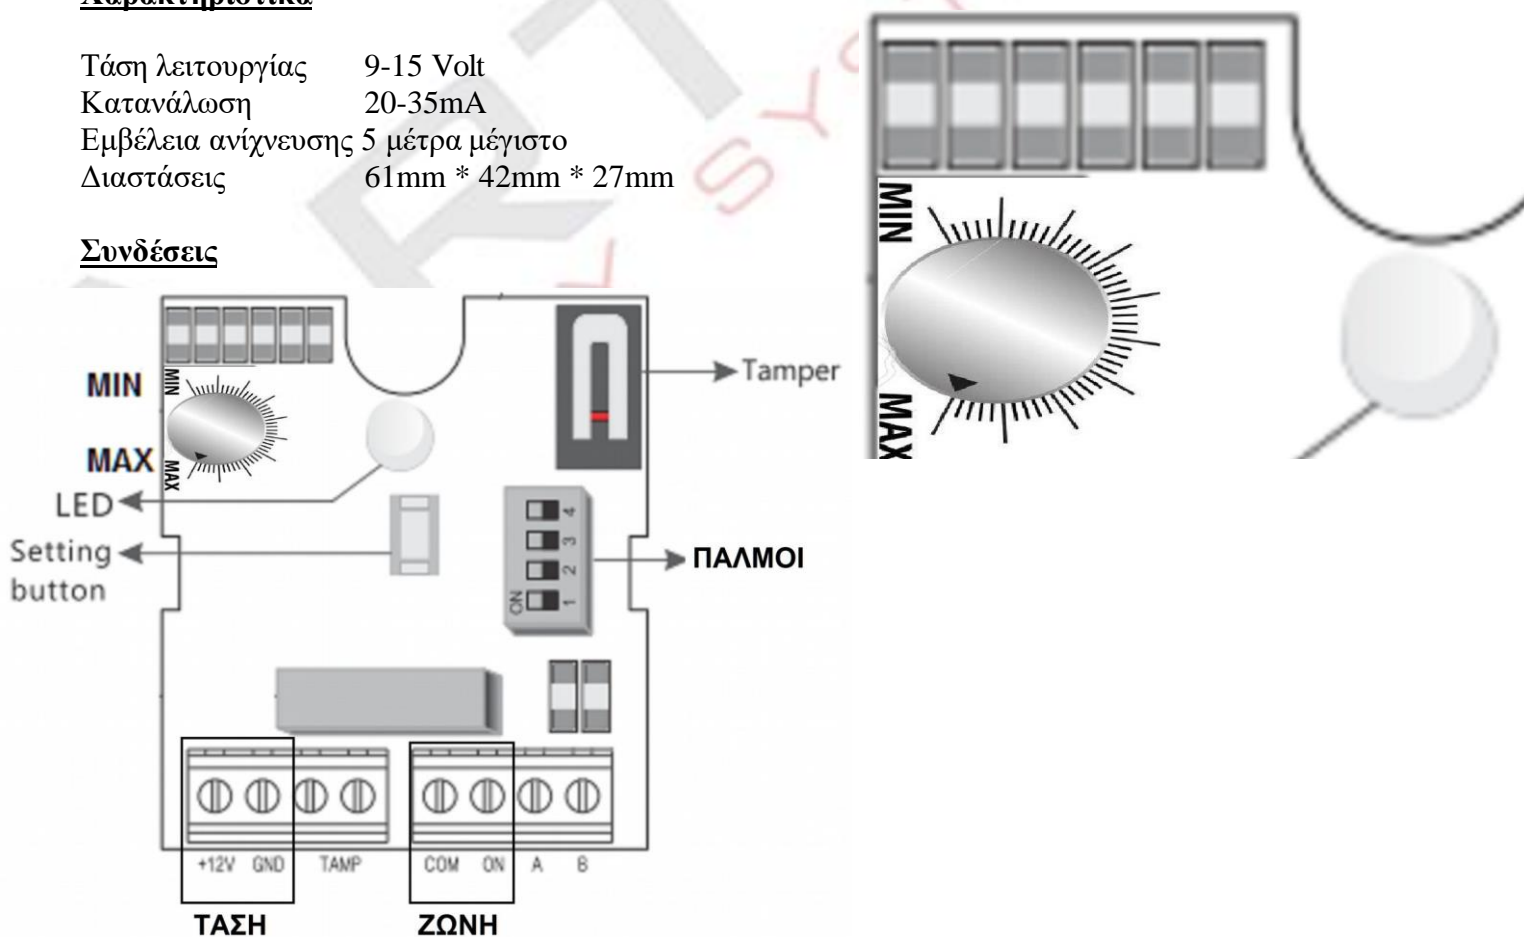 Χαρακτηριστικά
Τάση λειτουργίας 9-15 Volt
Κατανάλωση 20-35mA
Εμβέλεια ανίχνευσης 5 μέτρα μέγιστο
Διαστάσεις 61mm * 42mm * 27mm
Συνδέσεις
MIN
MAX
MIN
MAX
LED
Setting
button
Tamper
4
3
2
1
ON
ΠΑΛΜΟΙ
+12V GND TAMP COM ON A B
ΤΑΣΗ ΖΩΝΗ
MIN
MAX